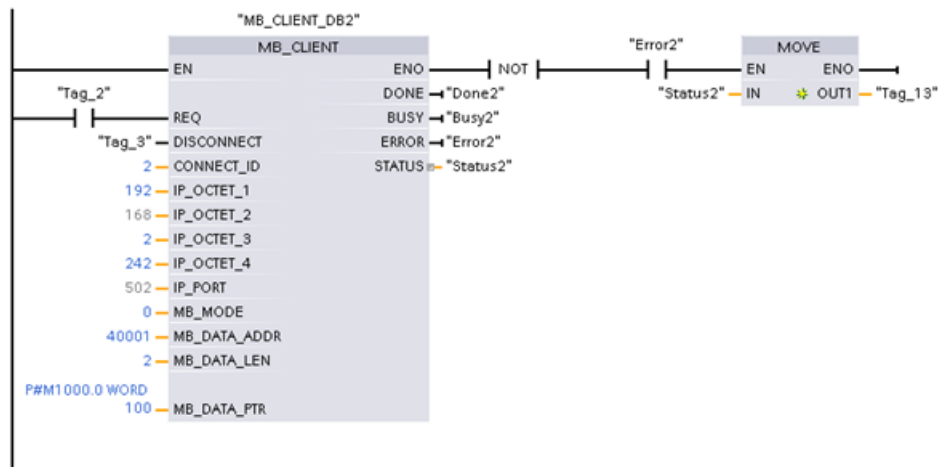 "MB_CLIENT_DB2"
MB_CLIENT
"Error2"
MOVE
EN ENO NOT EN ENO
"Tag_2" DONE "Done2" "Status2" IN OUT1 "Tag_13"
REQ BUSY "Busy2"
"Tag_3" DISCONNECT ERROR "Error2"
2 CONNECT_ID STATUS "Status2"
192 IP_OCTET_1
168 IP_OCTET_2
2 IP_OCTET_3
242 IP_OCTET_4
502 IP_PORT
0 MB_MODE
40001 MB_DATA_ADDR
2 MB_DATA_LEN
P#M1000.0 WORD
100 MB_DATA_PTR